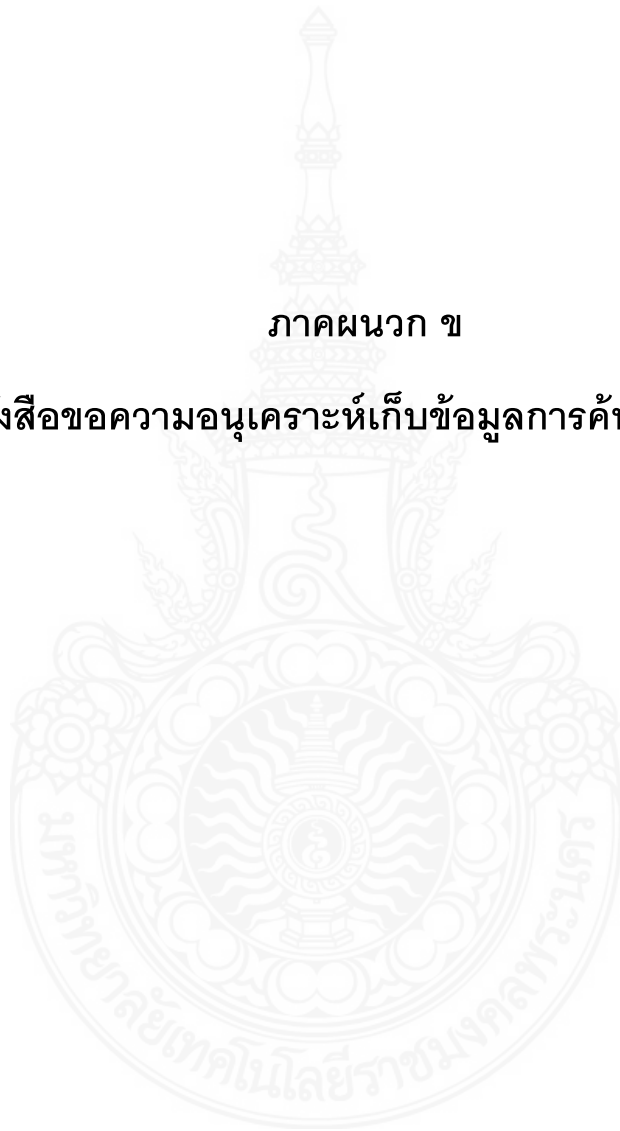 ภาคผนวก ข
ังสือขอความอนุเคราะห์เก็บข้อมูลการค้น
มหาวิทยาลัยเทคโนโลยีราชมงคลพระนคร